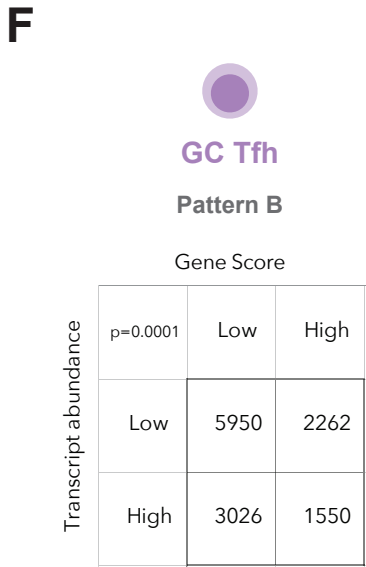 F
GC Tfh
Pattern B
Gene Score
Transcript abundance
p=0.0001 Low High
Low 5950 2262
High 3026 1550